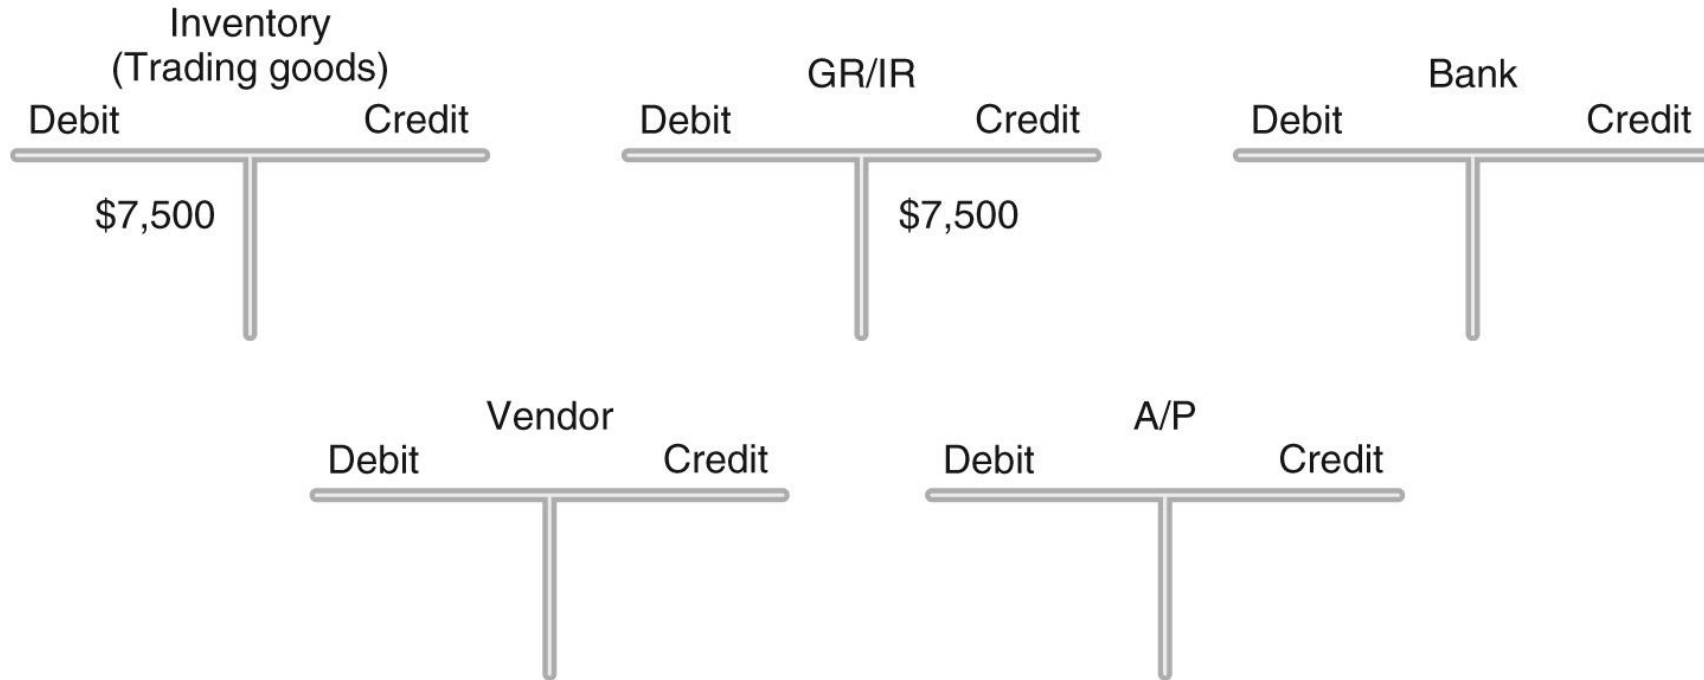 Inventory
(Trading goods)
Debit Credit
$7,500
GR/IR
Debit Credit
$7,500
Bank
Debit Credit
Vendor
Debit Credit
A/P
Debit Credit